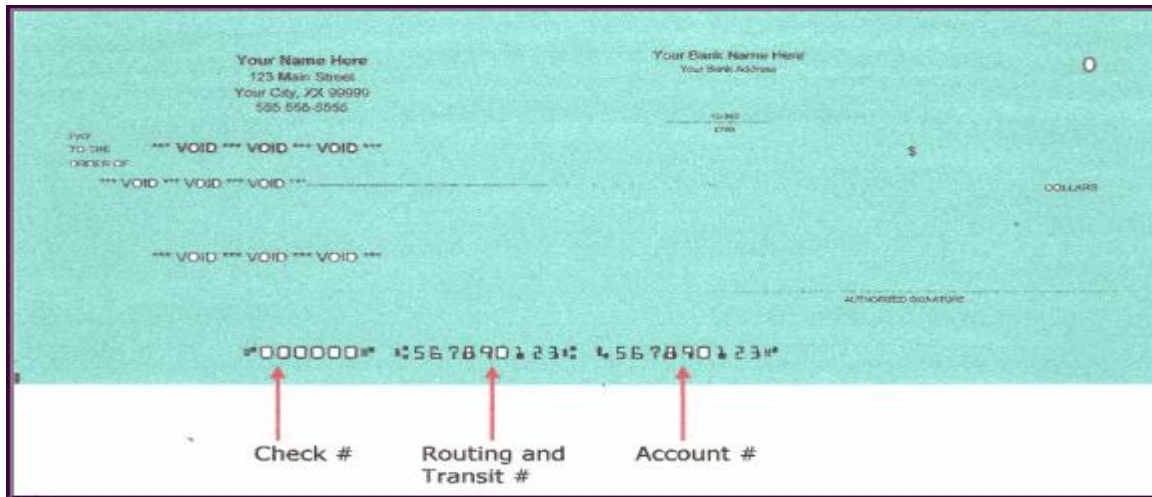 Your Name Here
123 Main Street
Your City, XX 99999
555 555-5555
Your Bank Name Here
Your Bank Address
0
PAY
TO THE
ORDER OF
*** VOID *** VOID *** VOID ***
$
*** VOID *** VOID *** VOID ***
DOLLARS
*** VOID *** VOID *** VOID ***
AUTHORIZED SIGNATURE
⑈000000⑈ ⑆567890123⑆ 4567890123⑈
Check #
Routing and
Transit #
Account #